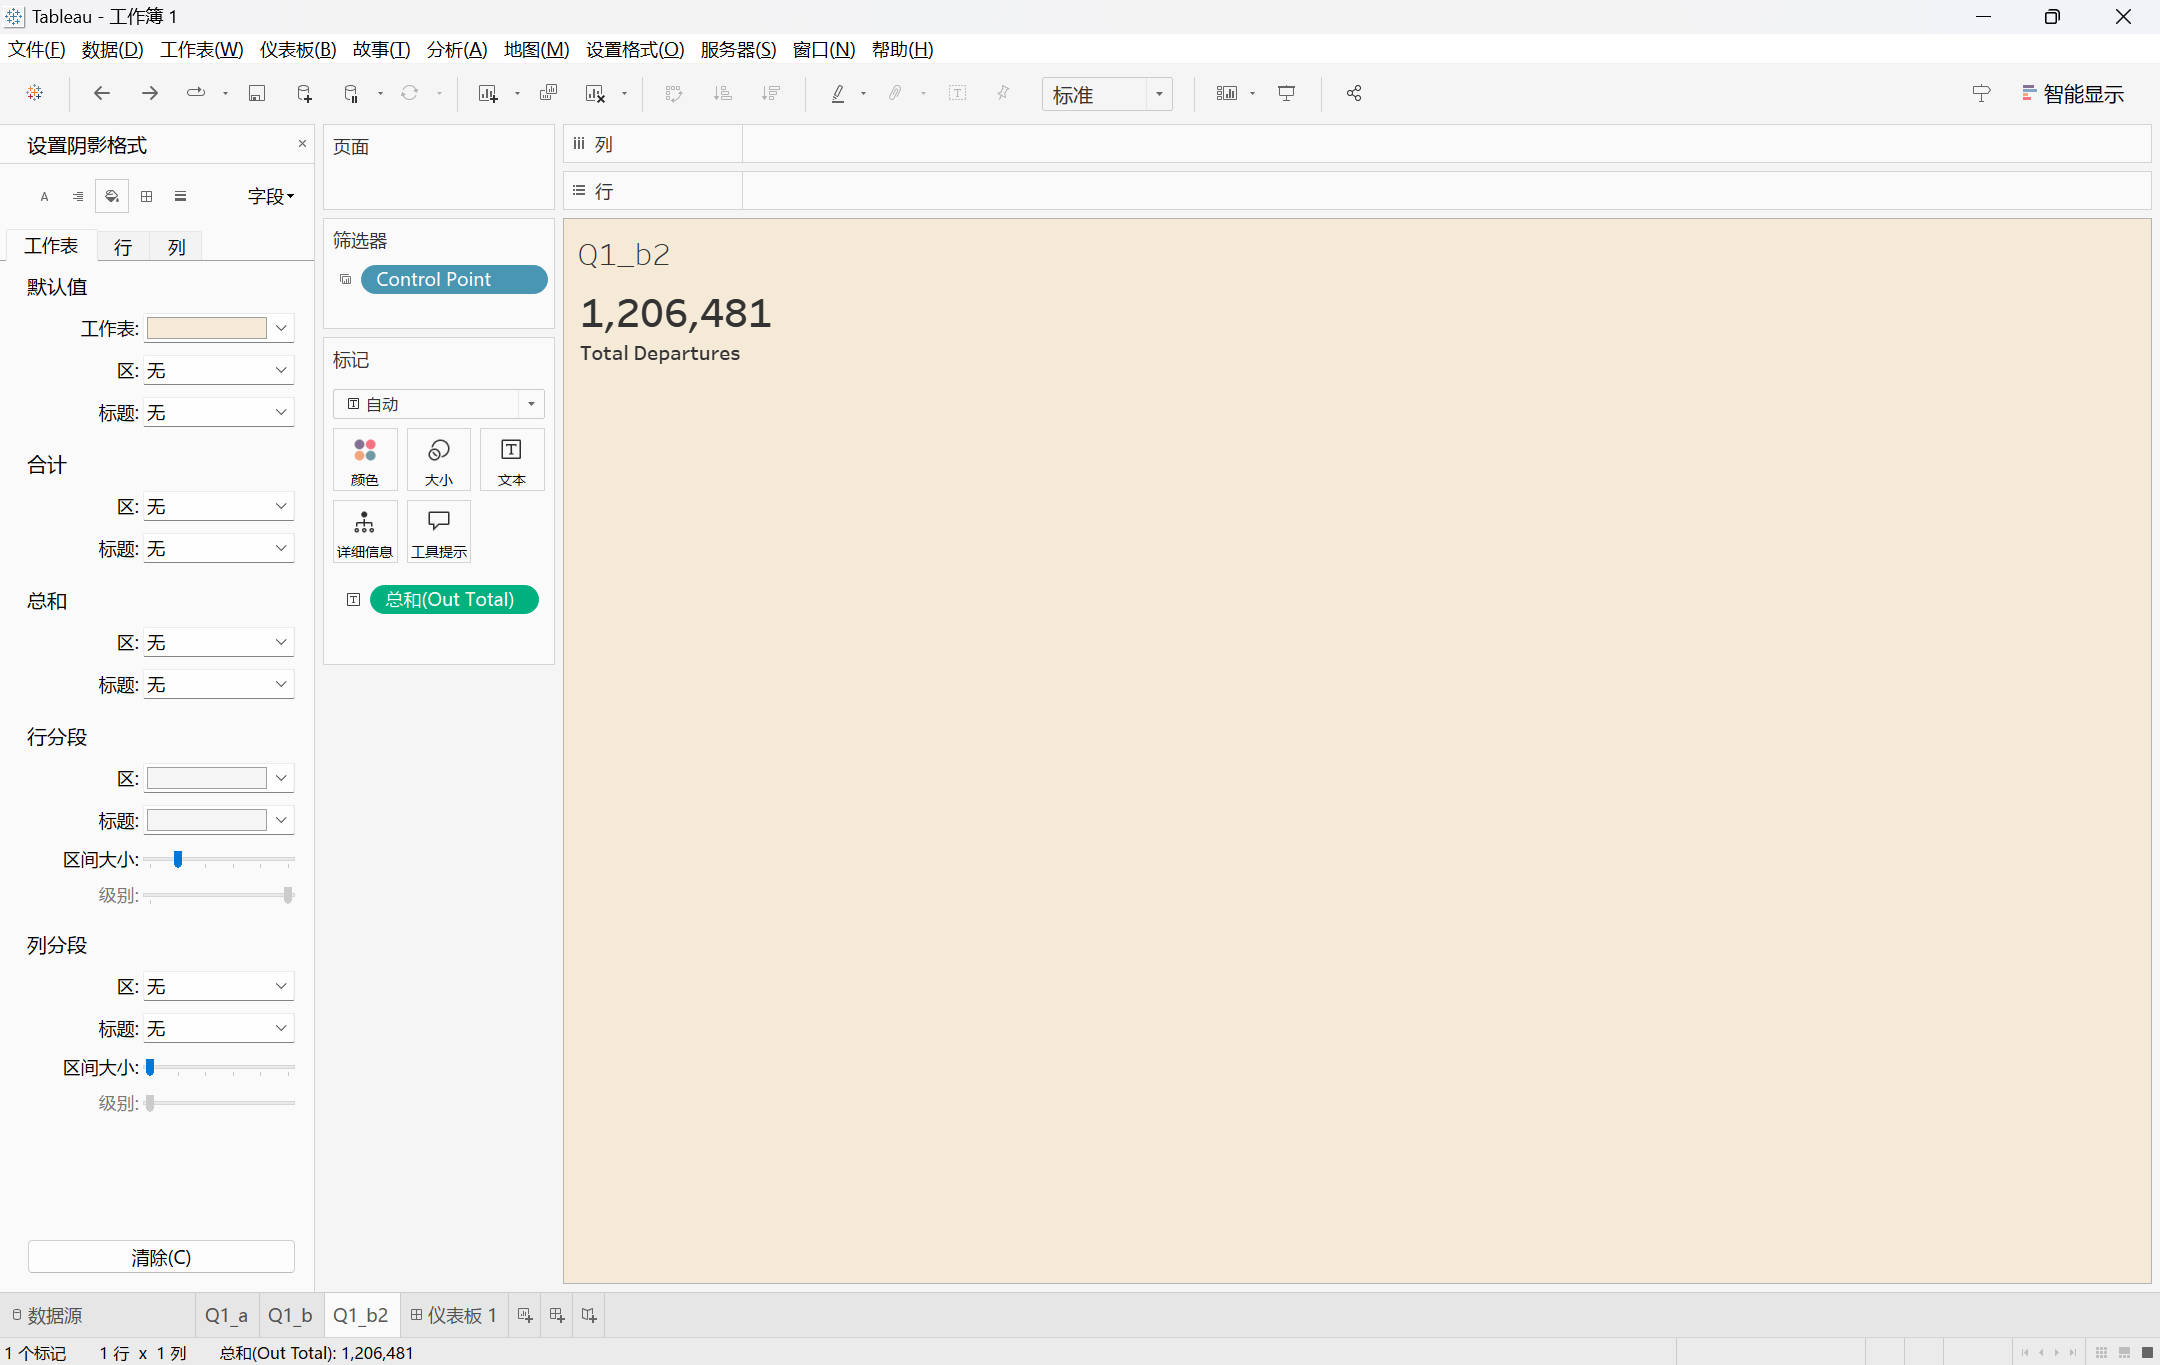 Tableau - 工作簿 1
文件(F) 数据(D) 工作表(W) 仪表板(B) 故事(T) 分析(A) 地图(M) 设置格式(O) 服务器(S) 窗口(N) 帮助(H)
标准
智能显示
设置阴影格式
字段
工作表 行 列
默认值
工作表:
区: 无
标题: 无
合计
区: 无
标题: 无
总和
区: 无
标题: 无
行分段
区:
标题:
区间大小:
级别:
列分段
区: 无
标题: 无
区间大小:
级别:
清除(C)
页面
筛选器
Control Point
标记
自动
颜色 大小 文本
详细信息 工具提示
总和(Out Total)
列
行
Q1_b2
1,206,481
Total Departures
数据源 Q1_a Q1_b Q1_b2 仪表板 1
1 个标记 1 行 x 1 列 总和(Out Total): 1,206,481